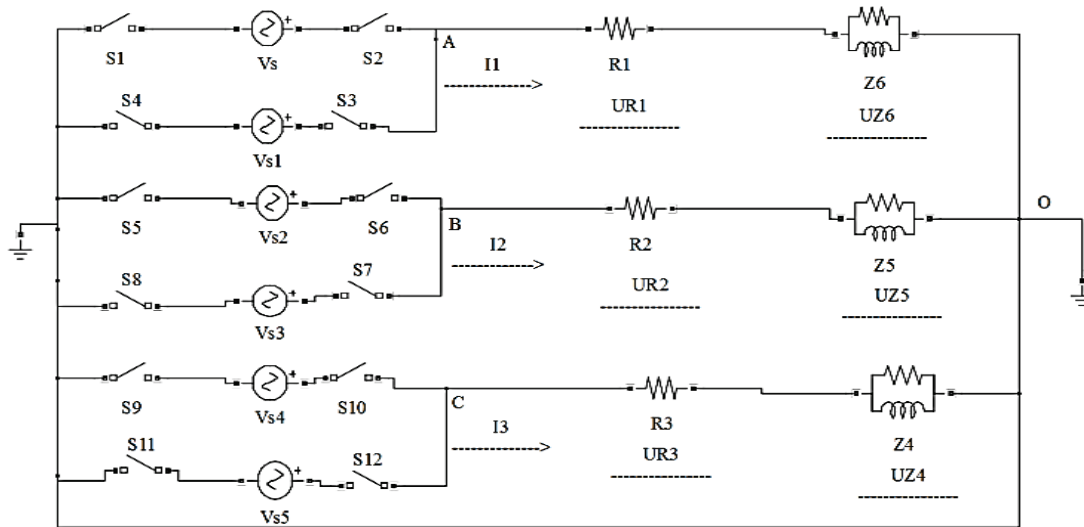 S1
Vs
+
S2
A
I1
R1
UR1
Z6
UZ6
S4
Vs1
+
S3
S5
Vs2
+
S6
B
I2
R2
UR2
Z5
UZ5
O
S8
Vs3
+
S7
S9
Vs4
+
S10
C
I3
R3
UR3
Z4
UZ4
S11
Vs5
+
S12